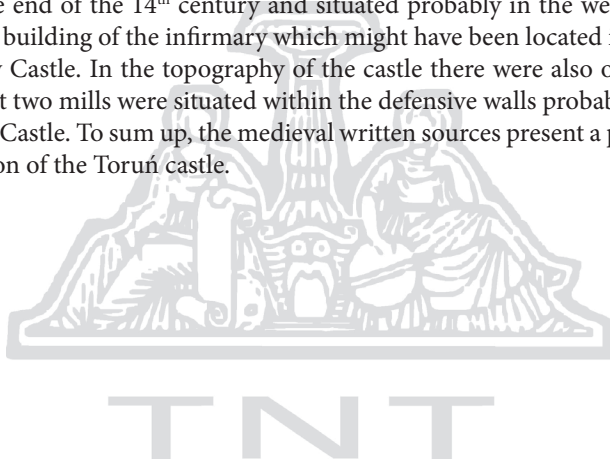 e end of the 14th century and situated probably in the we
building of the infirmary which might have been located
Castle. In the topography of the castle there were also o
t two mills were situated within the defensive walls probab
Castle. To sum up, the medieval written sources present a p
on of the Toruń castle.
TNT